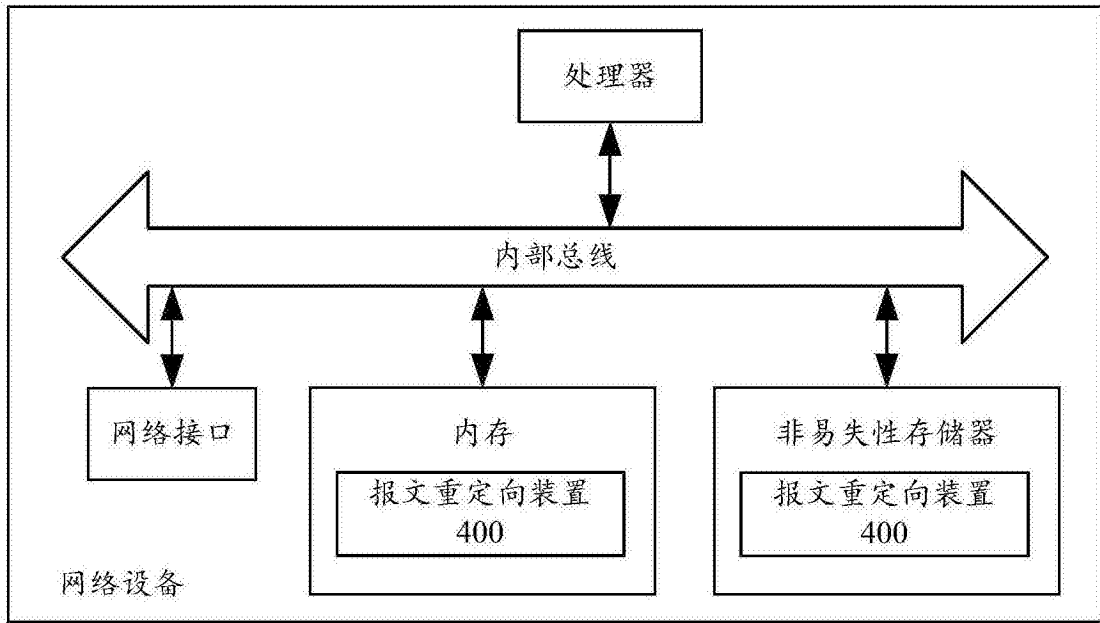 处理器
内部总线
网络接口
内存
报文重定向装置
400
非易失性存储器
报文重定向装置
400
网络设备